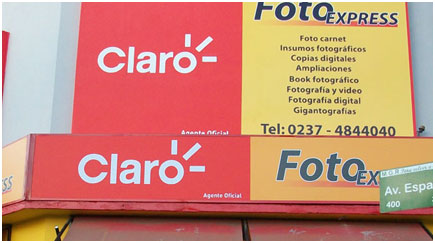 Claro
Agente Oficial
Foto EXPRESS
Foto carnet
Insumos fotográficos
Copias digitales
Ampliaciones
Book fotográfico
Fotografía y video
Fotografía digital
Gigantografías
Tel: 0237 - 4844040
EXPRESS
Claro
Agente Oficial
Foto
Av. Espa
400